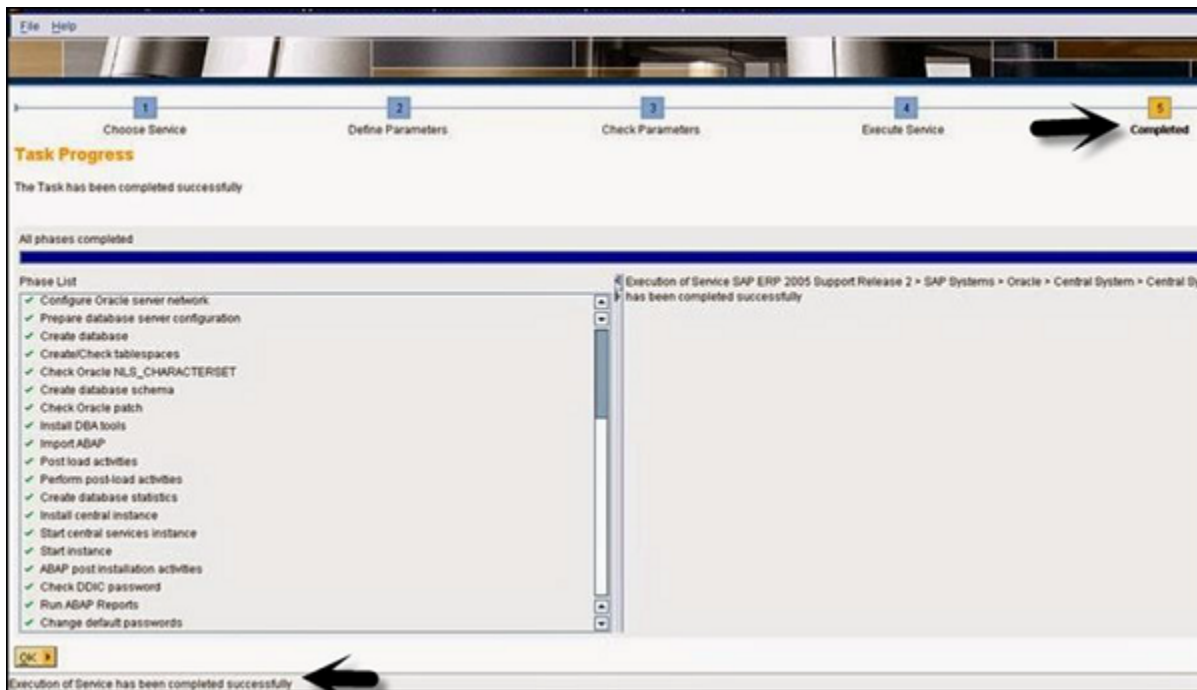 File Help
1 2 3 4 5
Choose Service Define Parameters Check Parameters Execute Service Completed
Task Progress
The Task has been completed successfully
All phases completed
Phase List
Configure Oracle server network
Prepare database server configuration
Create database
Create/Check tablespaces
Check Oracle NLS_CHARACTERSET
Create database schema
Check Oracle patch
Install DBA tools
Import ABAP
Post load activities
Perform post-load activities
Create database statistics
Install central instance
Start central services instance
Start instance
ABAP post installation activities
Check DDIC password
Run ABAP Reports
Change default passwords
Execution of Service SAP ERP 2005 Support Release 2 > SAP Systems > Oracle > Central System > Central Sy
has been completed successfully
OK
Execution of Service has been completed successfully